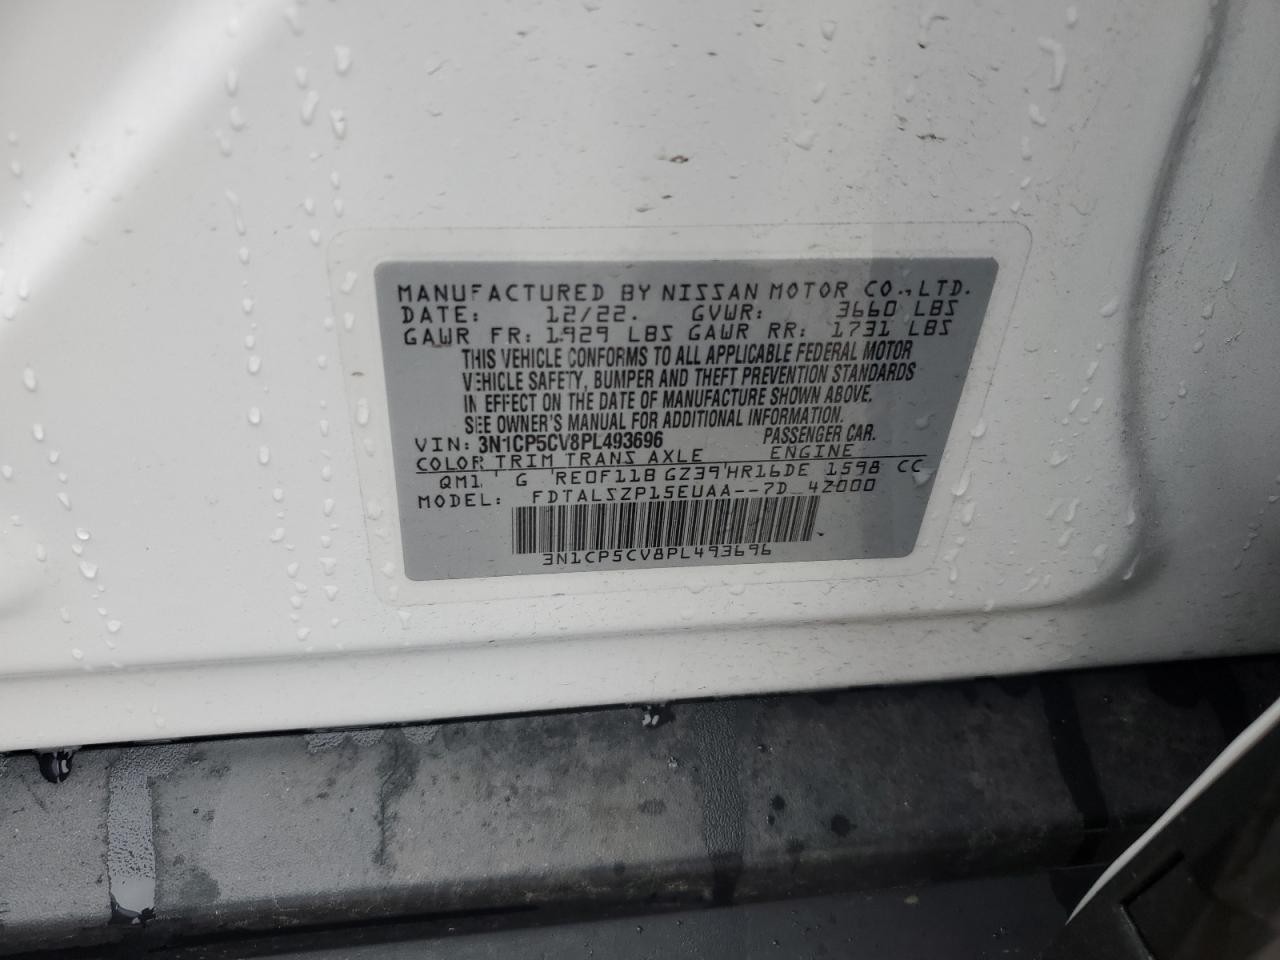 MANUFACTURED BY NISSAN MOTOR CO., LTD.
DATE: 12/22. GVWR: 3660 LBS
GAWR FR: 1929 LBS GAWR RR: 1731 LBS
THIS VEHICLE CONFORMS TO ALL APPLICABLE FEDERAL MOTOR
VEHICLE SAFETY, BUMPER AND THEFT PREVENTION STANDARDS
IN EFFECT ON THE DATE OF MANUFACTURE SHOWN ABOVE.
SEE OWNER'S MANUAL FOR ADDITIONAL INFORMATION.
VIN: 3N1CP5CV8PL493696 PASSENGER CAR.
COLOR TRIM TRANS AXLE ENGINE
QM1 G RE0F11B GZ39 HR16DE 1598 CC
MODEL: FDTALSZP15EUAA--7D 4Z000
3N1CP5CV8PL493696